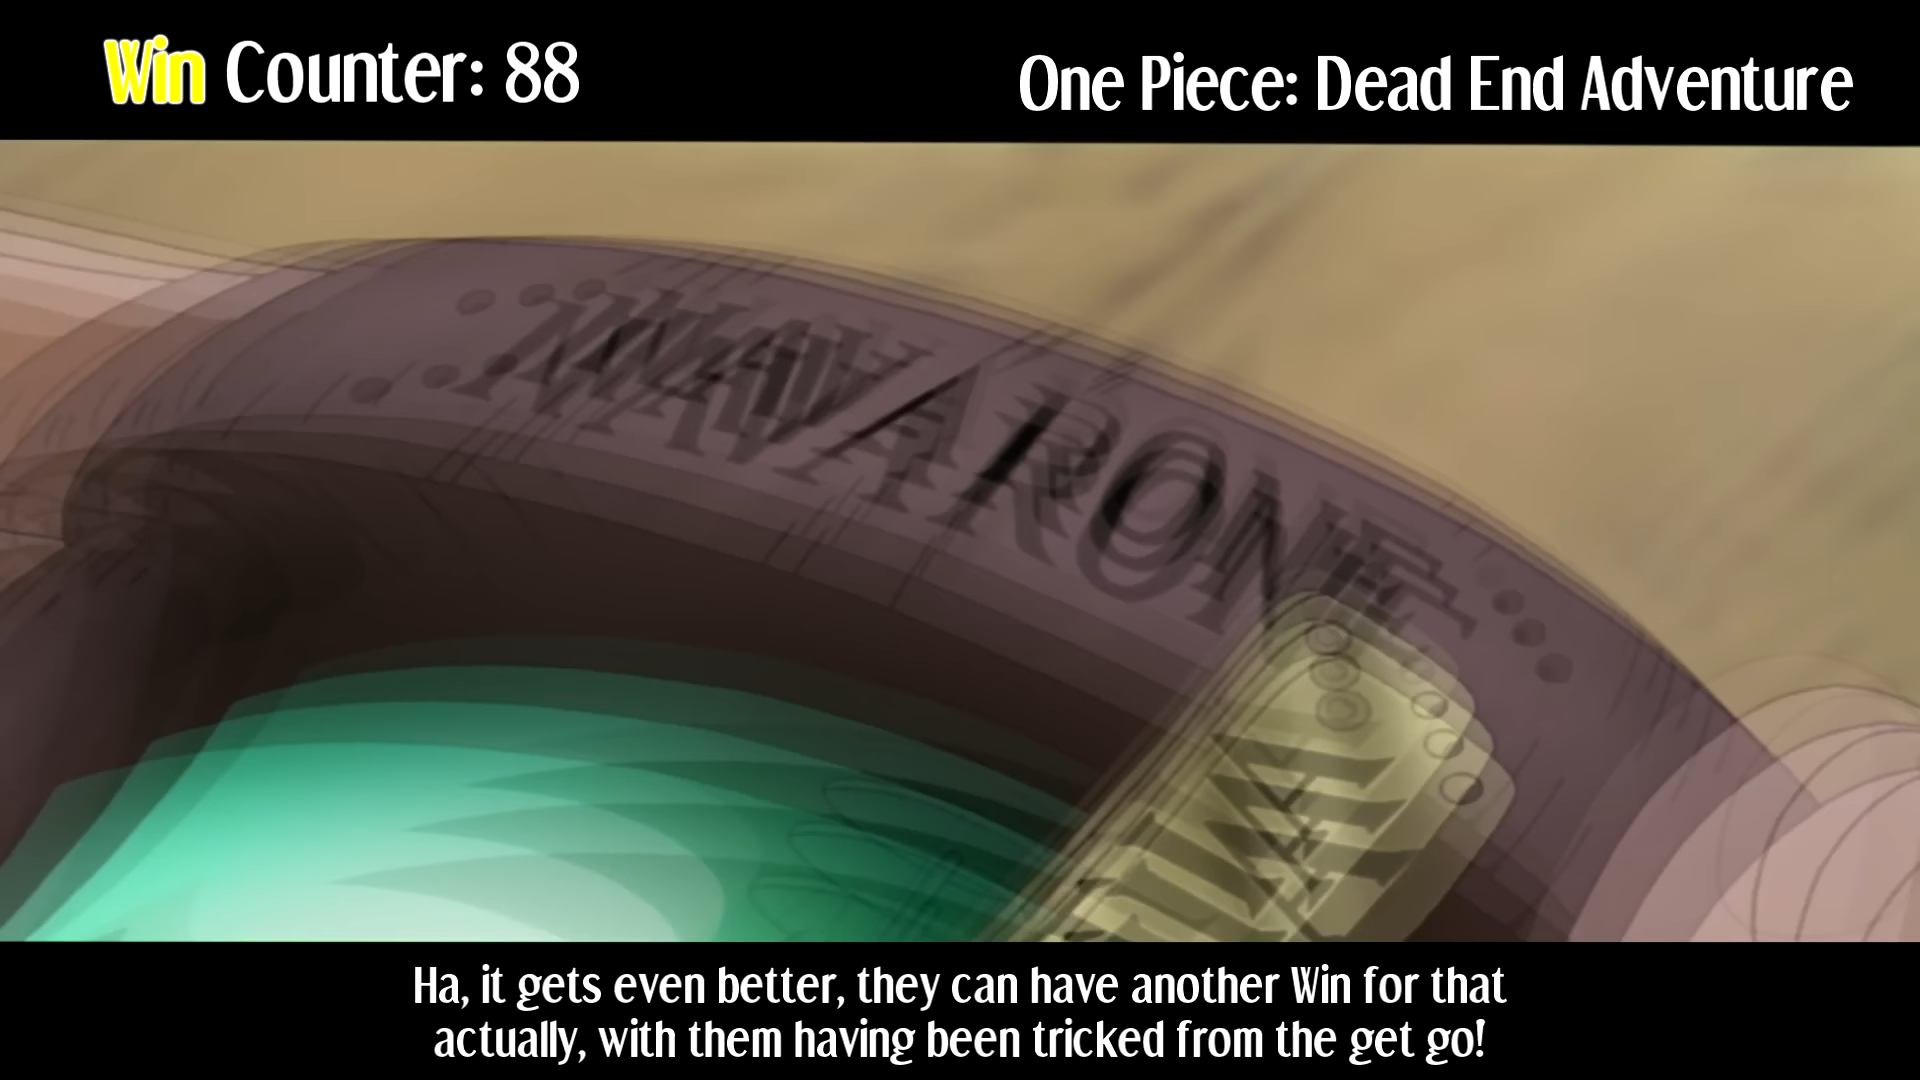 Win Counter: 88
One Piece: Dead End Adventure
NAVARONE
Ha, it gets even better, they can have another Win for that
actually, with them having been tricked from the get go!